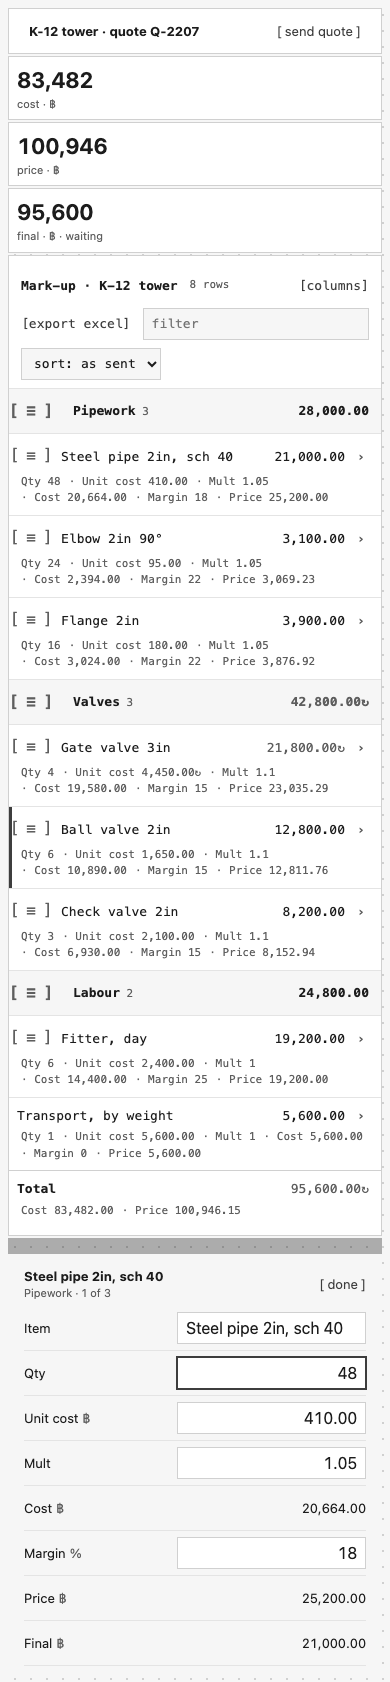 K-12 tower · quote Q-2207 [ send quote ]
83,482
cost · ฿
100,946
price · ฿
95,600
final · ฿ · waiting
Mark-up · K-12 tower 8 rows [columns]
[export excel] filter
sort: as sent
[ ≡ ] Pipework 3 28,000.00
[ ≡ ] Steel pipe 2in, sch 40 21,000.00 ›
Qty 48 · Unit cost 410.00 · Mult 1.05
· Cost 20,664.00 · Margin 18 · Price 25,200.00
[ ≡ ] Elbow 2in 90° 3,100.00 ›
Qty 24 · Unit cost 95.00 · Mult 1.05
· Cost 2,394.00 · Margin 22 · Price 3,069.23
[ ≡ ] Flange 2in 3,900.00 ›
Qty 16 · Unit cost 180.00 · Mult 1.05
· Cost 3,024.00 · Margin 22 · Price 3,876.92
[ ≡ ] Valves 3 42,800.00↻
[ ≡ ] Gate valve 3in 21,800.00↻ ›
Qty 4 · Unit cost 4,450.00↻ · Mult 1.1
· Cost 19,580.00 · Margin 15 · Price 23,035.29
[ ≡ ] Ball valve 2in 12,800.00 ›
Qty 6 · Unit cost 1,650.00 · Mult 1.1
· Cost 10,890.00 · Margin 15 · Price 12,811.76
[ ≡ ] Check valve 2in 8,200.00 ›
Qty 3 · Unit cost 2,100.00 · Mult 1.1
· Cost 6,930.00 · Margin 15 · Price 8,152.94
[ ≡ ] Labour 2 24,800.00
[ ≡ ] Fitter, day 19,200.00 ›
Qty 6 · Unit cost 2,400.00 · Mult 1
· Cost 14,400.00 · Margin 25 · Price 19,200.00
Transport, by weight 5,600.00 ›
Qty 1 · Unit cost 5,600.00 · Mult 1 · Cost 5,600.00
· Margin 0 · Price 5,600.00
Total 95,600.00↻
Cost 83,482.00 · Price 100,946.15
Steel pipe 2in, sch 40 [ done ]
Pipework · 1 of 3
Item Steel pipe 2in, sch 40
Qty 48
Unit cost ฿ 410.00
Mult 1.05
Cost ฿ 20,664.00
Margin % 18
Price ฿ 25,200.00
Final ฿ 21,000.00